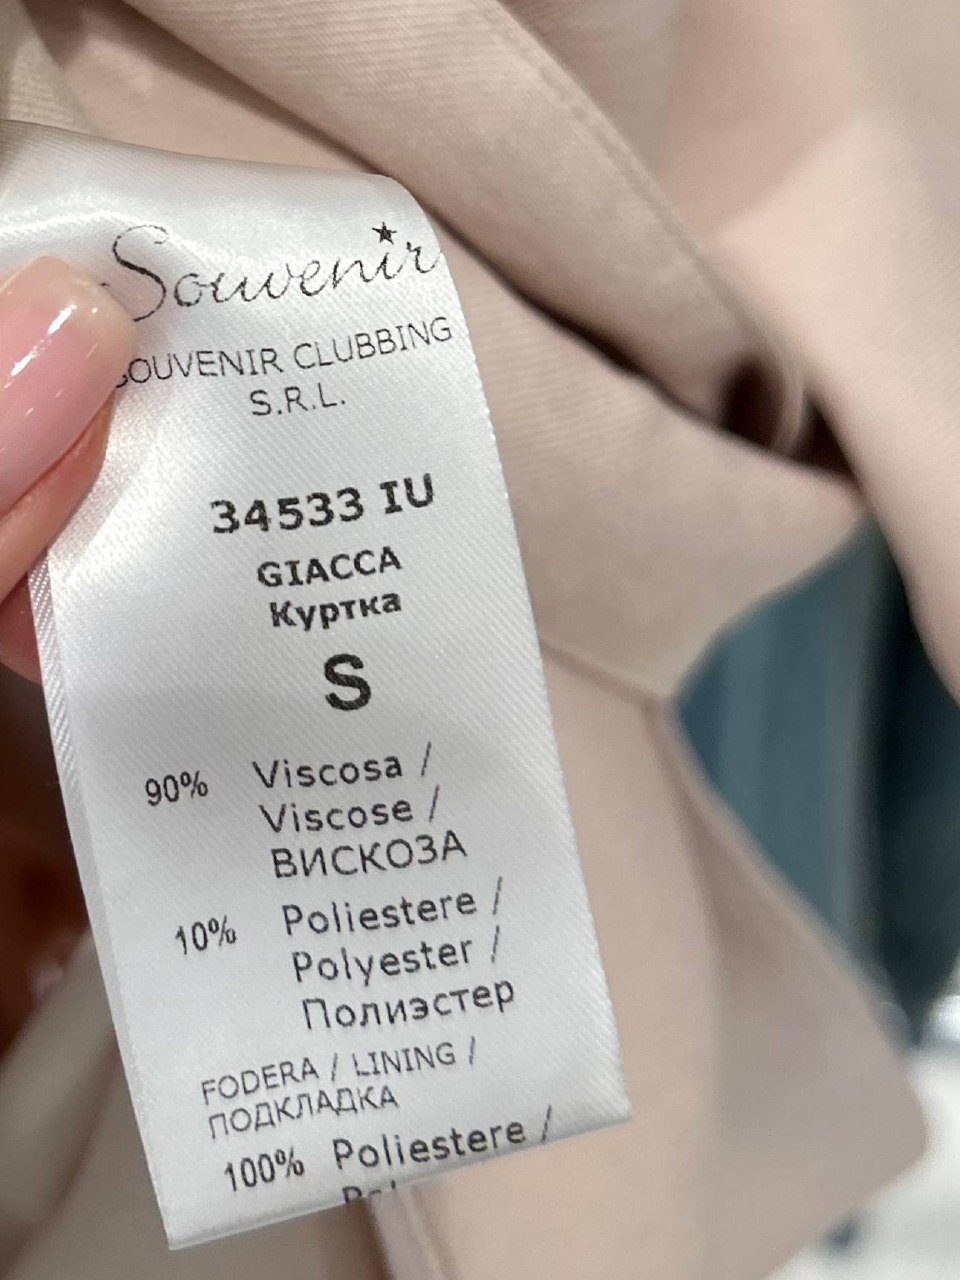 Souvenir
SOUVENIR CLUBBING
S.R.L.
34533 IU
GIACCA
Куртка
S
90% Viscosa /
Viscose /
ВИСКОЗА
10% Poliestere /
Polyester /
Полиэстер
FODERA / LINING /
ПОДКЛАДКА
100% Poliestere /